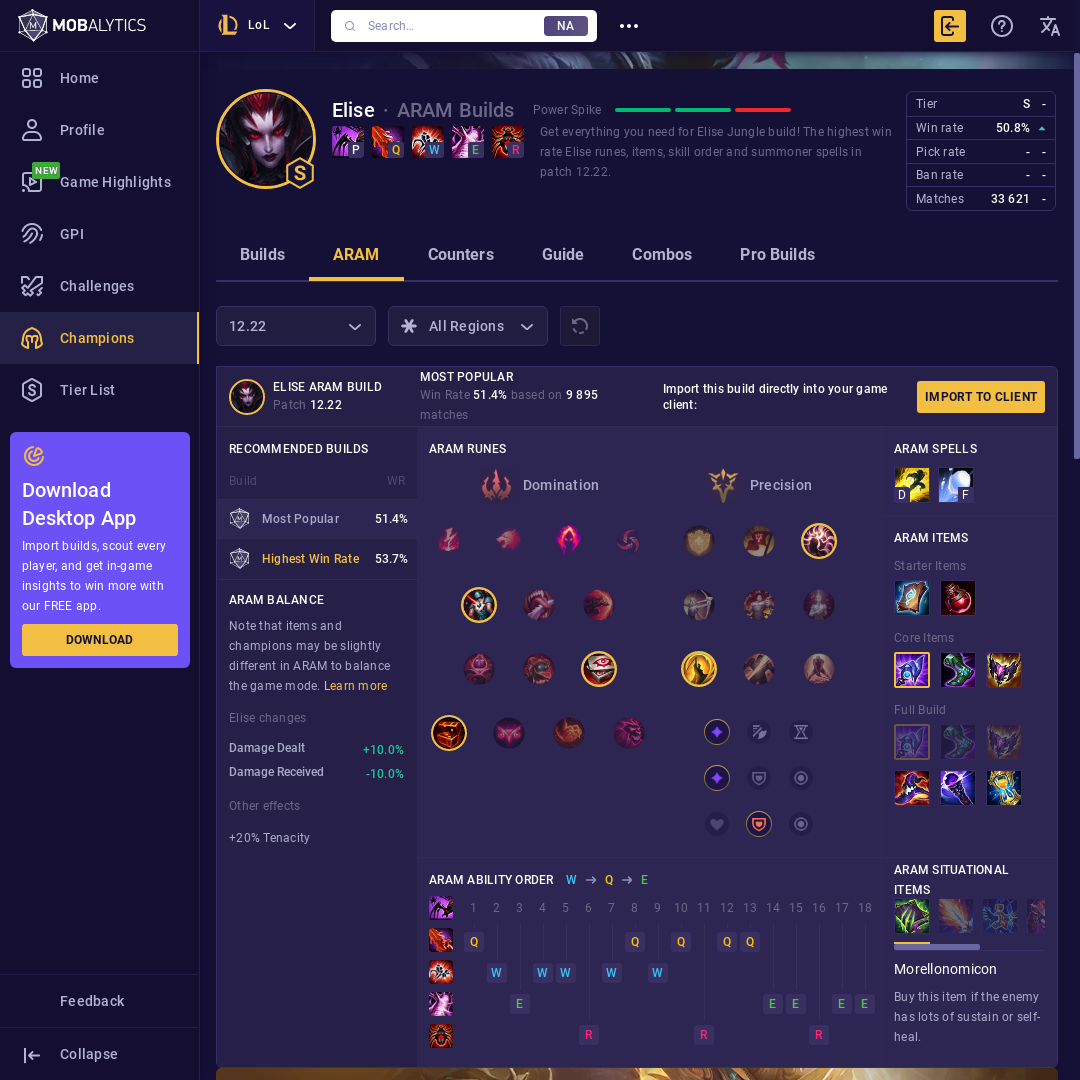 MOBALYTICS
LoL
Search...
NA
Home
Profile
NEW
Game Highlights
GPI
Challenges
Champions
Tier List
Download
Desktop App
Import builds, scout every
player, and get in-game
insights to win more with
our FREE app.
DOWNLOAD
Feedback
Collapse
S
Elise · ARAM Builds
P Q W E R
Power Spike
Get everything you need for Elise Jungle build! The highest win
rate Elise runes, items, skill order and summoner spells in
patch 12.22.
Tier S -
Win rate 50.8%
Pick rate - -
Ban rate - -
Matches 33 621 -
Builds ARAM Counters Guide Combos Pro Builds
12.22 All Regions
ELISE ARAM BUILD
Patch 12.22
MOST POPULAR
Win Rate 51.4% based on 9 895
matches
Import this build directly into your game
client:
IMPORT TO CLIENT
RECOMMENDED BUILDS
Build WR
Most Popular 51.4%
Highest Win Rate 53.7%
ARAM BALANCE
Note that items and
champions may be slightly
different in ARAM to balance
the game mode. Learn more
Elise changes
Damage Dealt +10.0%
Damage Received -10.0%
Other effects
+20% Tenacity
ARAM RUNES
Domination Precision
ARAM ABILITY ORDER W → Q → E
1 2 3 4 5 6 7 8 9 10 11 12 13 14 15 16 17 18
Q Q Q Q Q
W W W W W
E E E E E
R R R
ARAM SPELLS
D F
ARAM ITEMS
Starter Items
Core Items
Full Build
ARAM SITUATIONAL
ITEMS
Morellonomicon
Buy this item if the enemy
has lots of sustain or self-
heal.